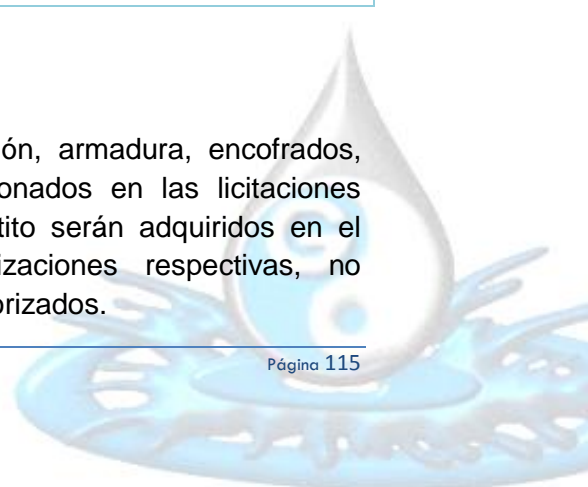 ón, armadura, encofrados,
onados en las licitaciones
tito serán adquiridos en el
izaciones respectivas, no
orizados.
Página 115